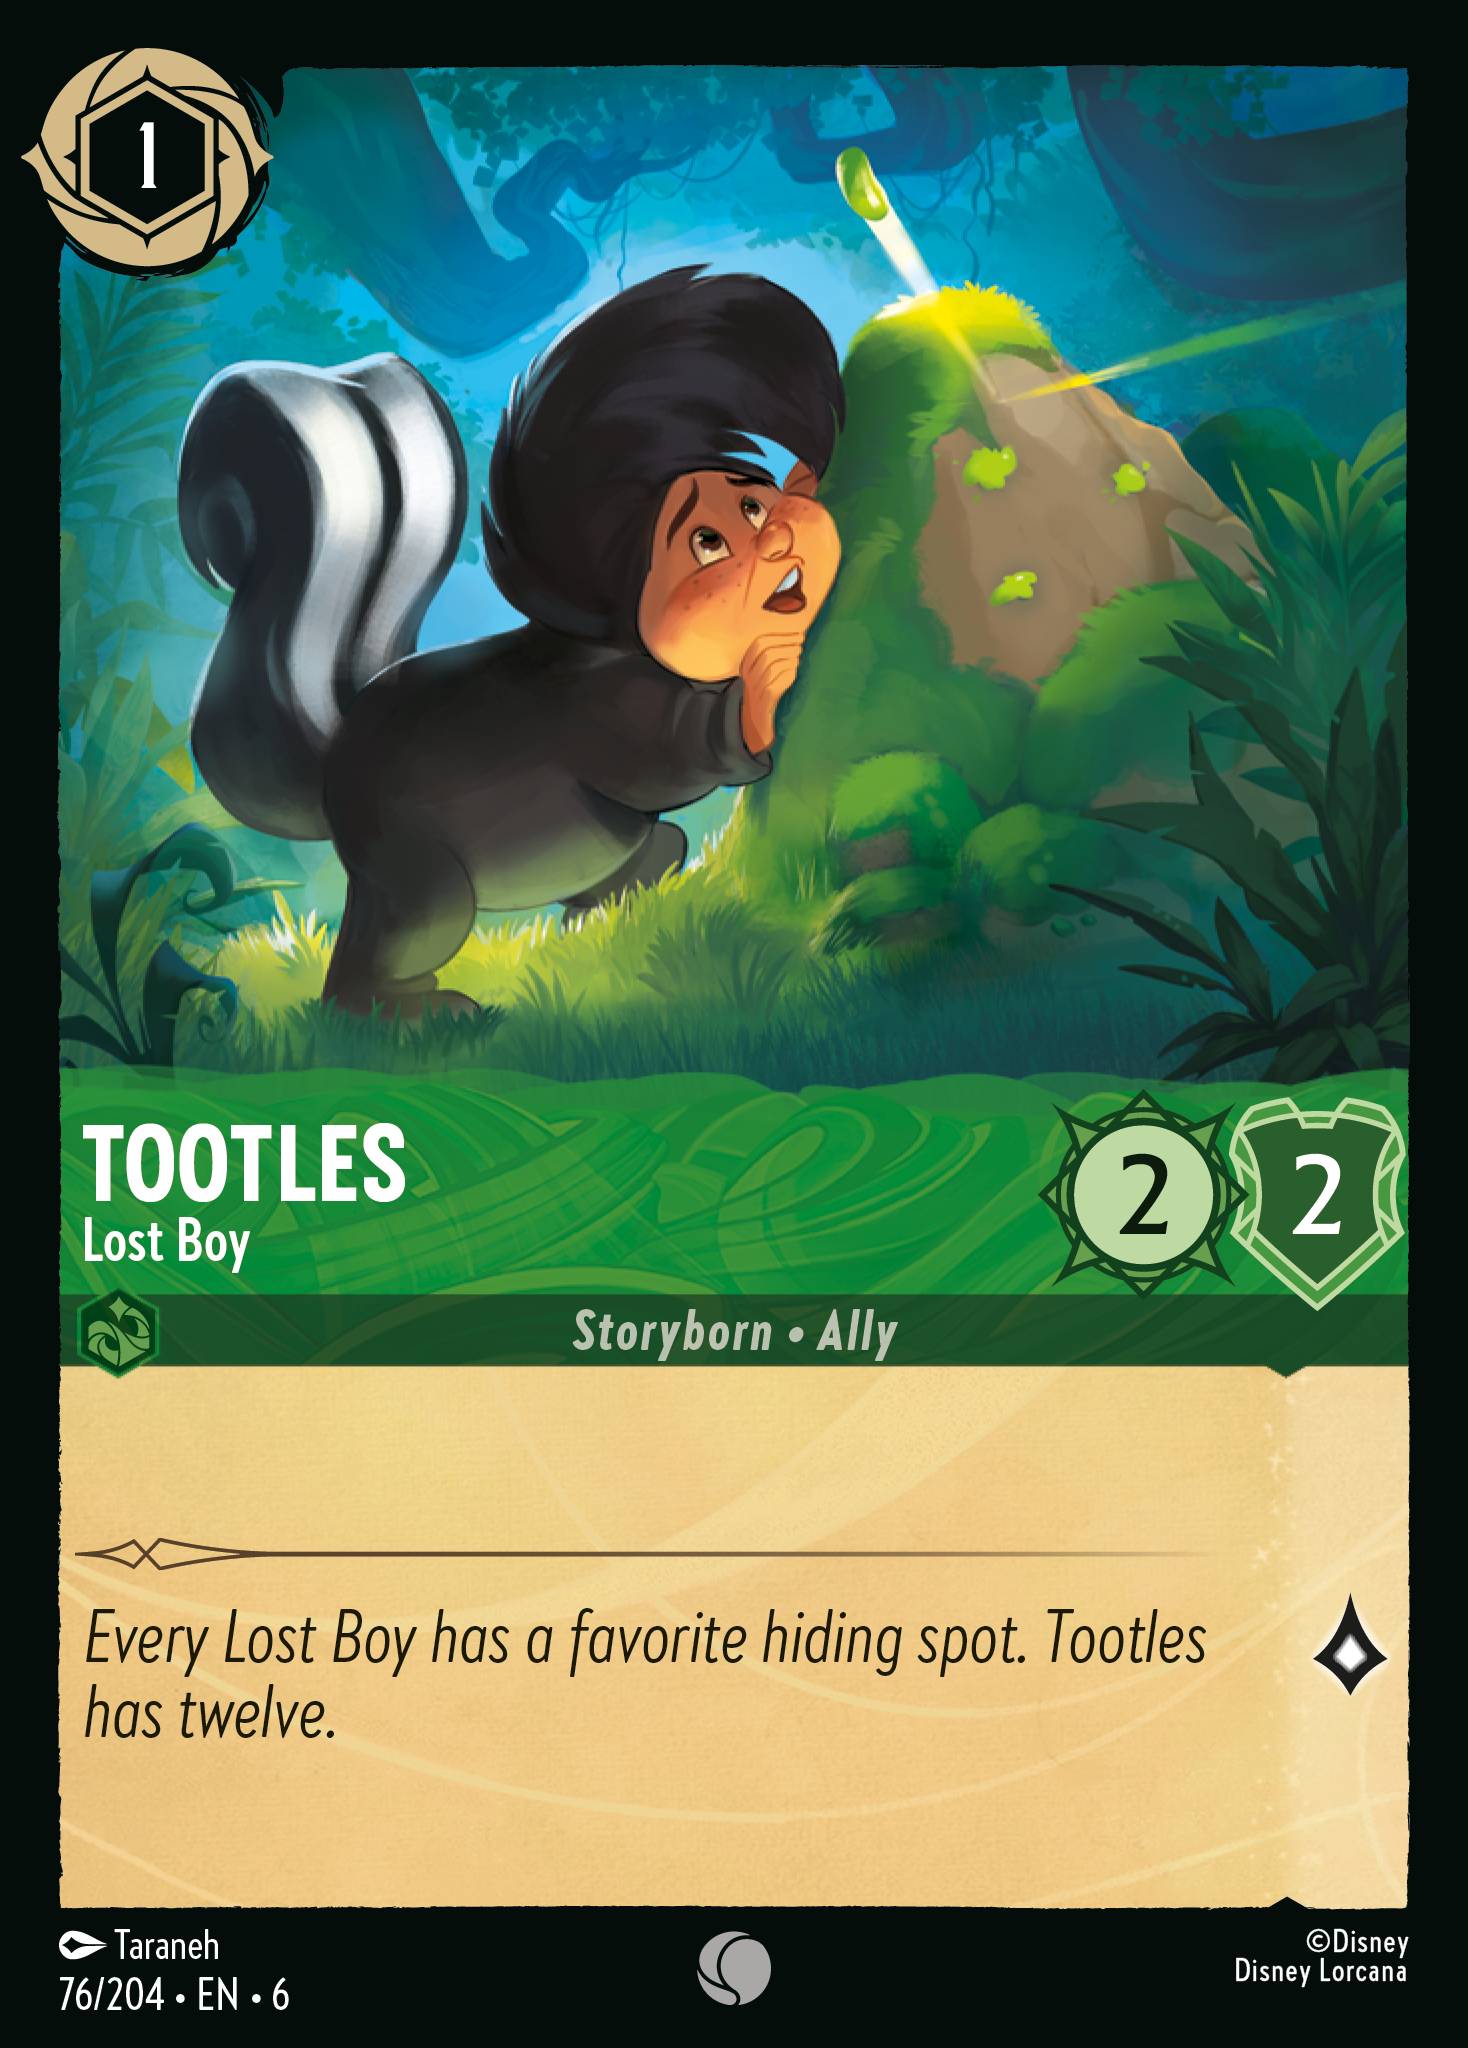 1
TOOTLES
Lost Boy
2
2
Storyborn • Ally
Every Lost Boy has a favorite hiding spot. Tootles
has twelve.
Taraneh
76/204 • EN • 6
©Disney
Disney Lorcana